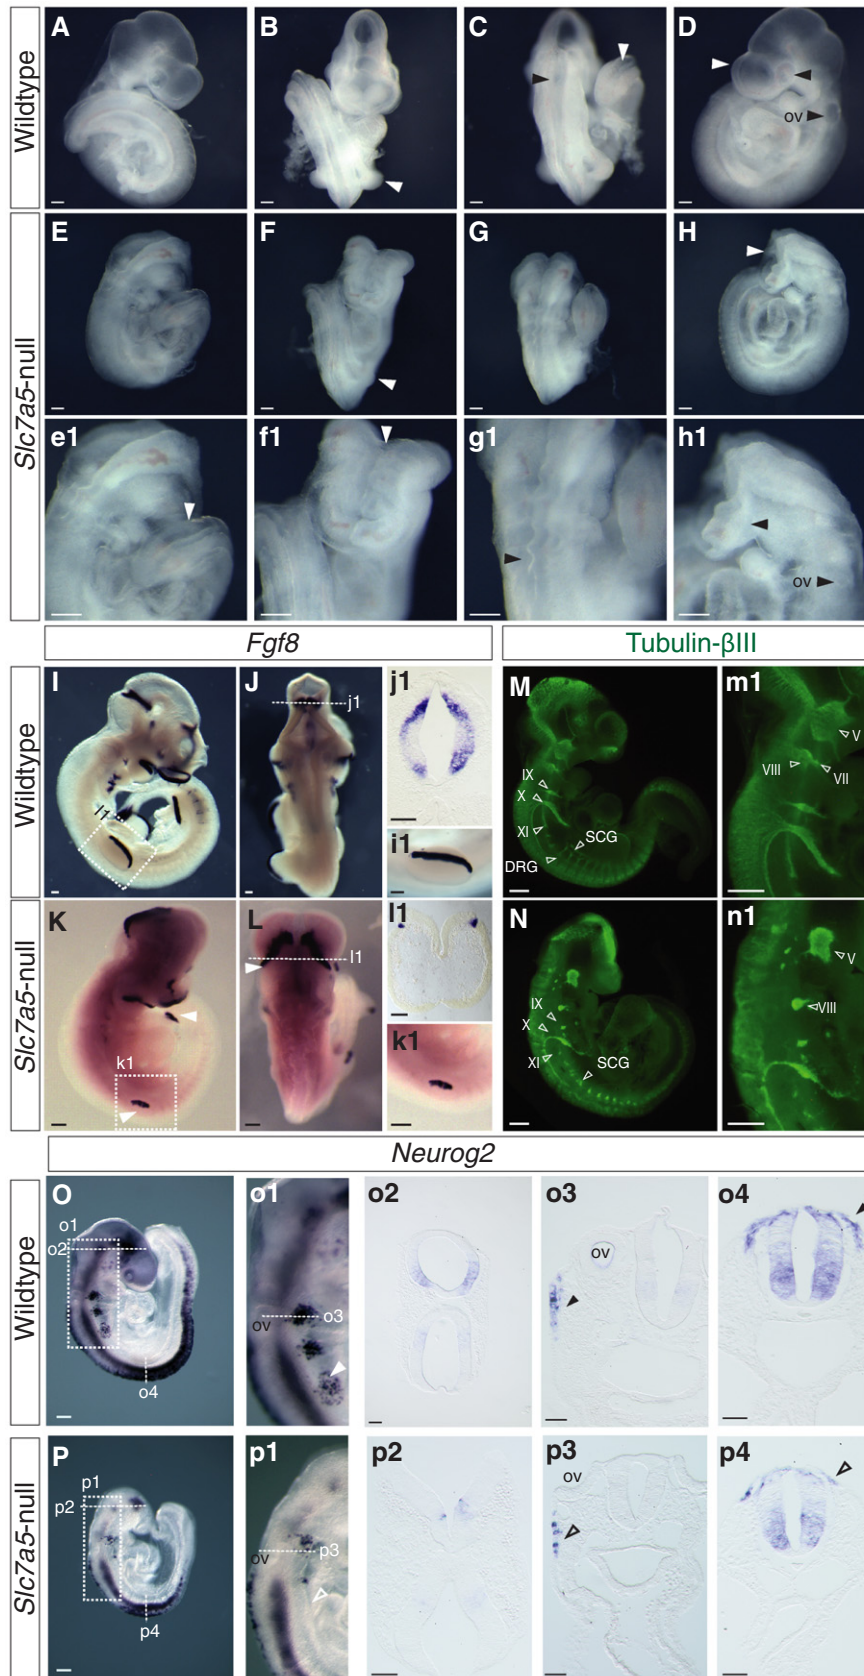 Wildtype
A
B
C
D
ov
Slc7a5-null
E
F
G
H
e1
f1
g1
h1
ov
Fgf8
Tubulin-βIII
Wildtype
I
l1
J
j1
j1
i1
M
IX
X
XI
DRG
SCG
m1
V
VIII
VII
Slc7a5-null
K
k1
L
l1
l1
k1
N
IX
X
XI
SCG
n1
V
VIII
Neurog2
Wildtype
O
o1
o2
o4
o1
o3
ov
o2
o3
ov
o4
Slc7a5-null
P
p1
p2
p4
p1
ov
p3
p2
p3
ov
p4